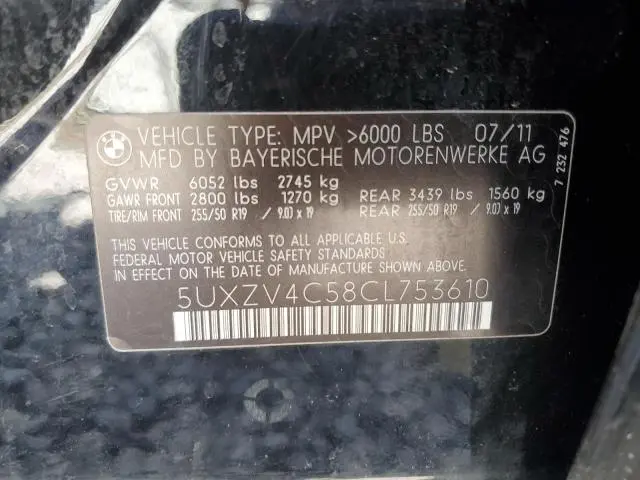 BMW
VEHICLE TYPE: MPV >6000 LBS 07/11
MFD BY BAYERISCHE MOTORENWERKE AG
GVWR 6052 lbs 2745 kg
GAWR FRONT 2800 lbs 1270 kg REAR 3439 lbs 1560 kg
TIRE/RIM FRONT 255/50 R19 / 9.0J x 19 REAR 255/50 R19 / 9.0J x 19
THIS VEHICLE CONFORMS TO ALL APPLICABLE U.S.
FEDERAL MOTOR VEHICLE SAFETY STANDARDS
IN EFFECT ON THE DATE OF MANUFACTURE SHOWN ABOVE.
5UXZV4C58CL753610
7 232 476